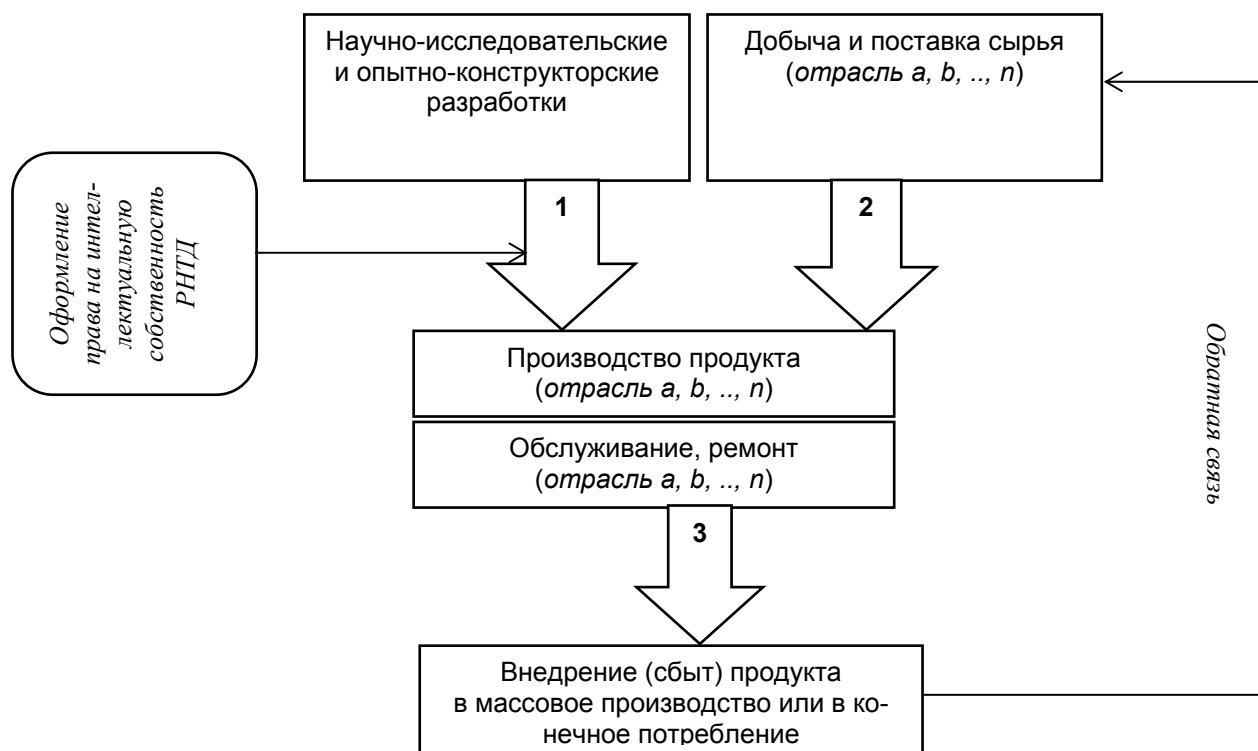 Научно-исследовательские
и опытно-конструкторские
разработки
Добыча и поставка сырья
(отрасль a, b, .., n)
1
2
Оформление
права на интел-
лектуальную
собственность
РНТД
Производство продукта
(отрасль a, b, .., n)
Обслуживание, ремонт
(отрасль a, b, .., n)
Обратная связь
3
Внедрение (сбыт) продукта
в массовое производство или в ко-
нечное потребление